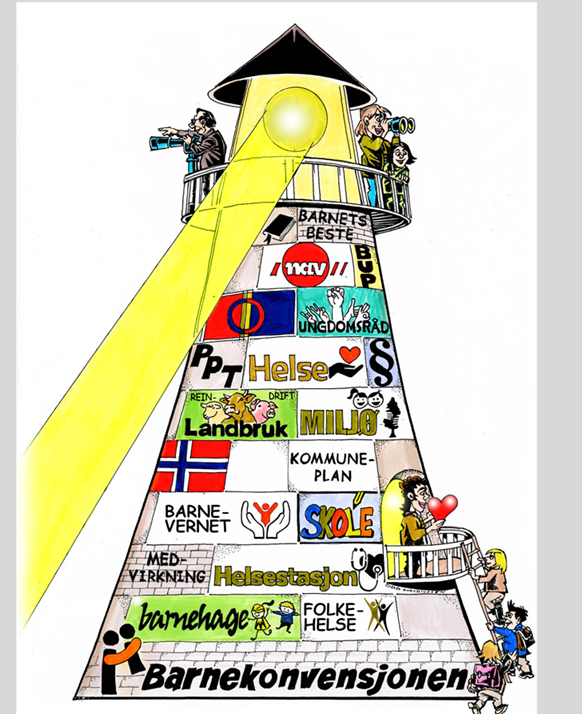 BARNETS
BESTE
nav
BUP
UNGDOMSRÅD
PPT
Helse
§
REIN-
DRIFT
Landbruk
MILJØ
KOMMUNE-
PLAN
BARNE-
VERNET
SKOLE
MED-
VIRKNING
Helsestasjon
barnehage
FOLKE-
HELSE
Barnekonvensjonen